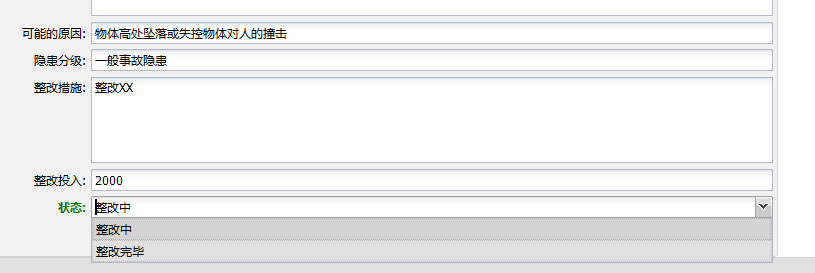 可能的原因: 物体高处坠落或失控物体对人的撞击
隐患分级: 一般事故隐患
整改措施: 整改XX
整改投入: 2000
状态: 整改中
整改中
整改完毕